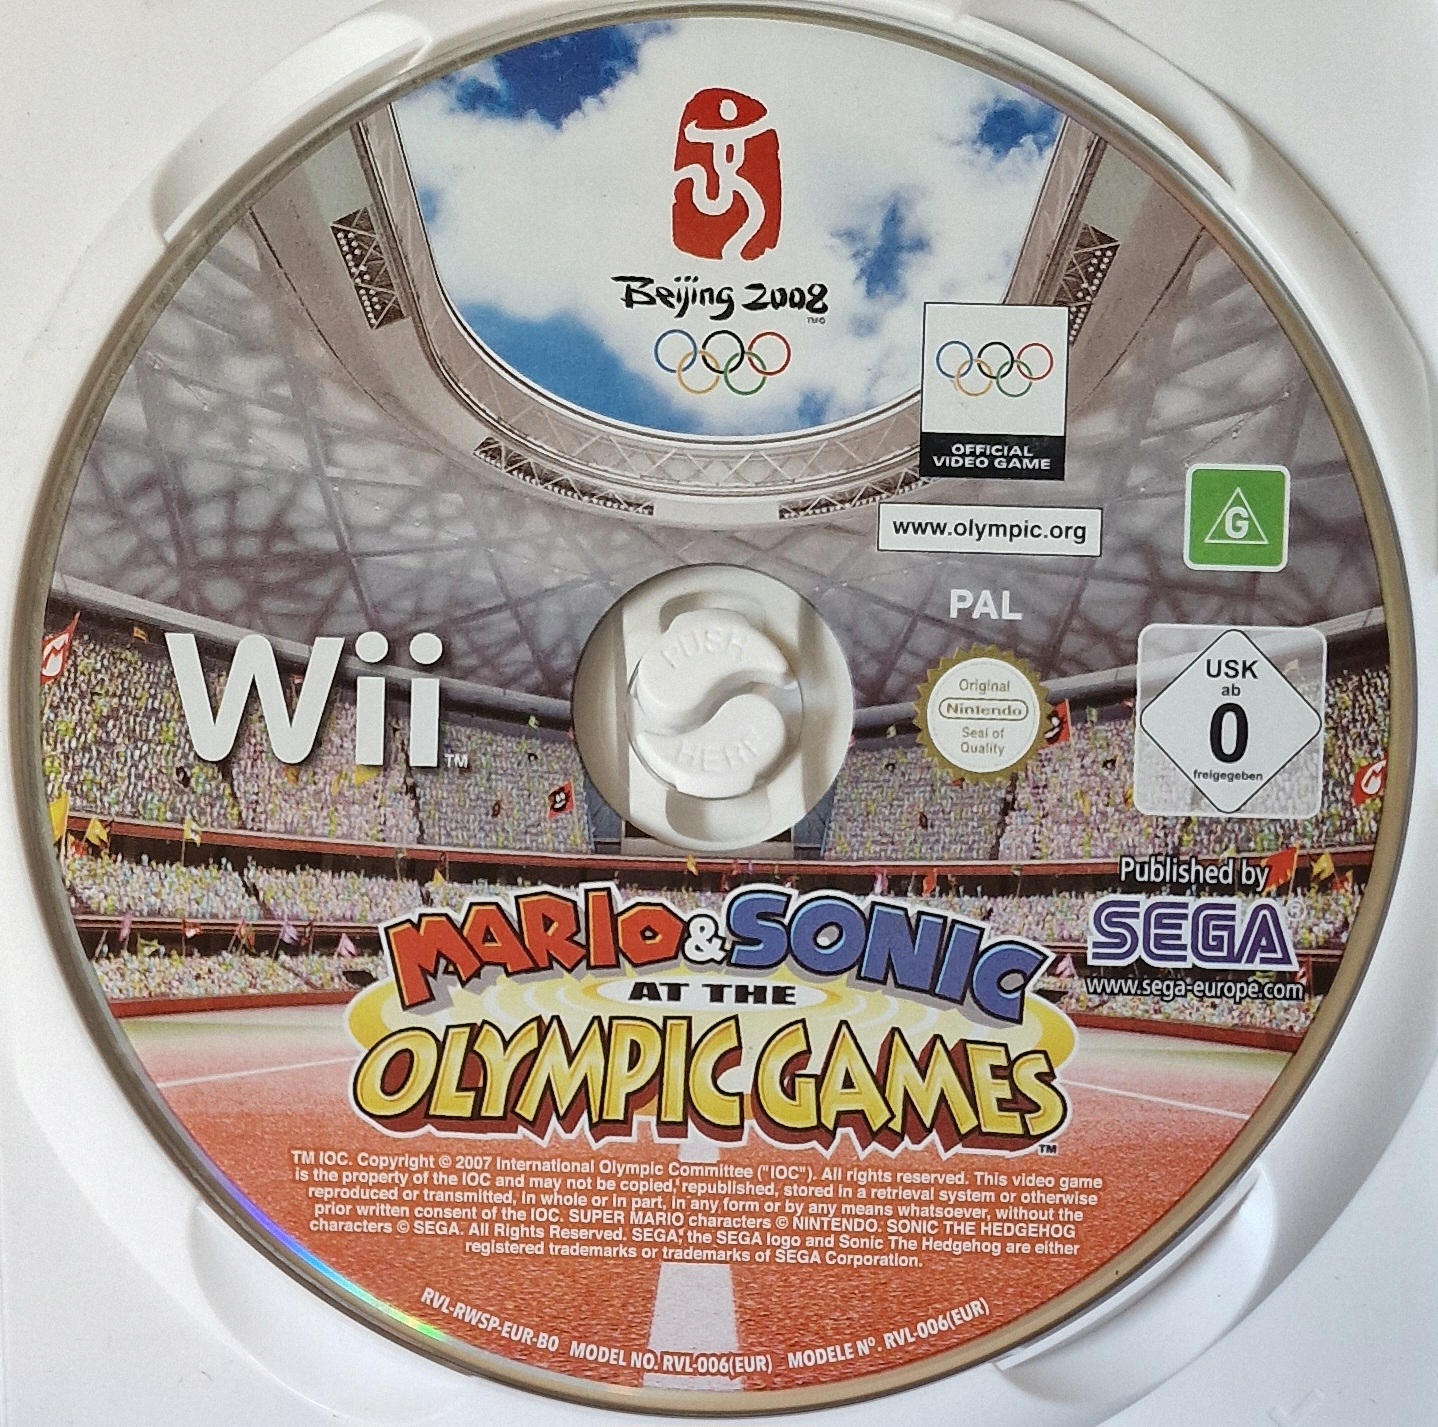 Beijing 2008
TM©
OFFICIAL
VIDEO GAME
www.olympic.org
G
PAL
Wii
TM
PUSH
HERE
Original
Nintendo
Seal of
Quality
USK
ab
0
freigegeben
Published by
SEGA®
www.sega-europe.com
MARIO & SONIC
AT THE
OLYMPIC GAMES
TM
TM IOC. Copyright © 2007 International Olympic Committee ("IOC"). All rights reserved. This video game
is the property of the IOC and may not be copied, republished, stored in a retrieval system or otherwise
reproduced or transmitted, in whole or in part, in any form or by any means whatsoever, without the
prior written consent of the IOC. SUPER MARIO characters © NINTENDO. SONIC THE HEDGEHOG
characters © SEGA. All Rights Reserved. SEGA, the SEGA logo and Sonic The Hedgehog are either
registered trademarks or trademarks of SEGA Corporation.
RVL-RWSP-EUR-B0 MODEL NO. RVL-006(EUR) MODELE Nº. RVL-006(EUR)